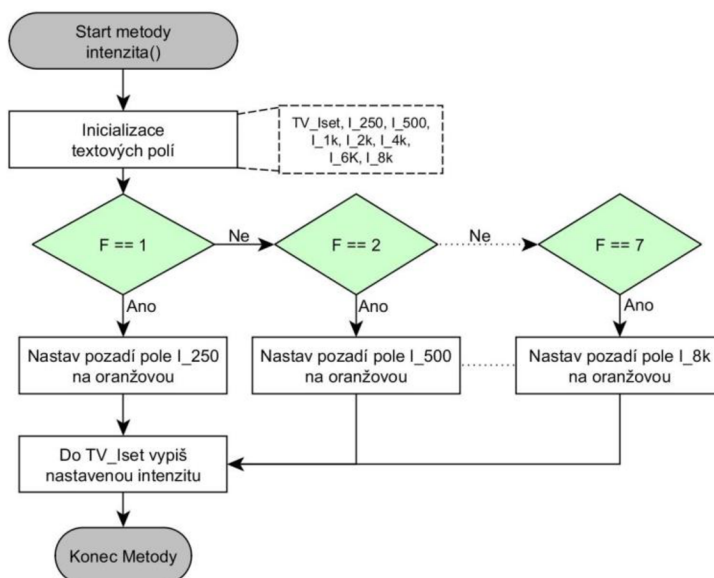 Start metody
intenzita()
Inicializace
textových polí
TV_Iset, I_250, I_500,
I_1k, I_2k, I_4k,
I_6K, I_8k
F == 1
Ne
F == 2
Ne
F == 7
Ano
Ano
Ano
Nastav pozadí pole I_250
na oranžovou
Nastav pozadí pole I_500
na oranžovou
Nastav pozadí pole I_8k
na oranžovou
Do TV_Iset vypiš
nastavenou intenzitu
Konec Metody